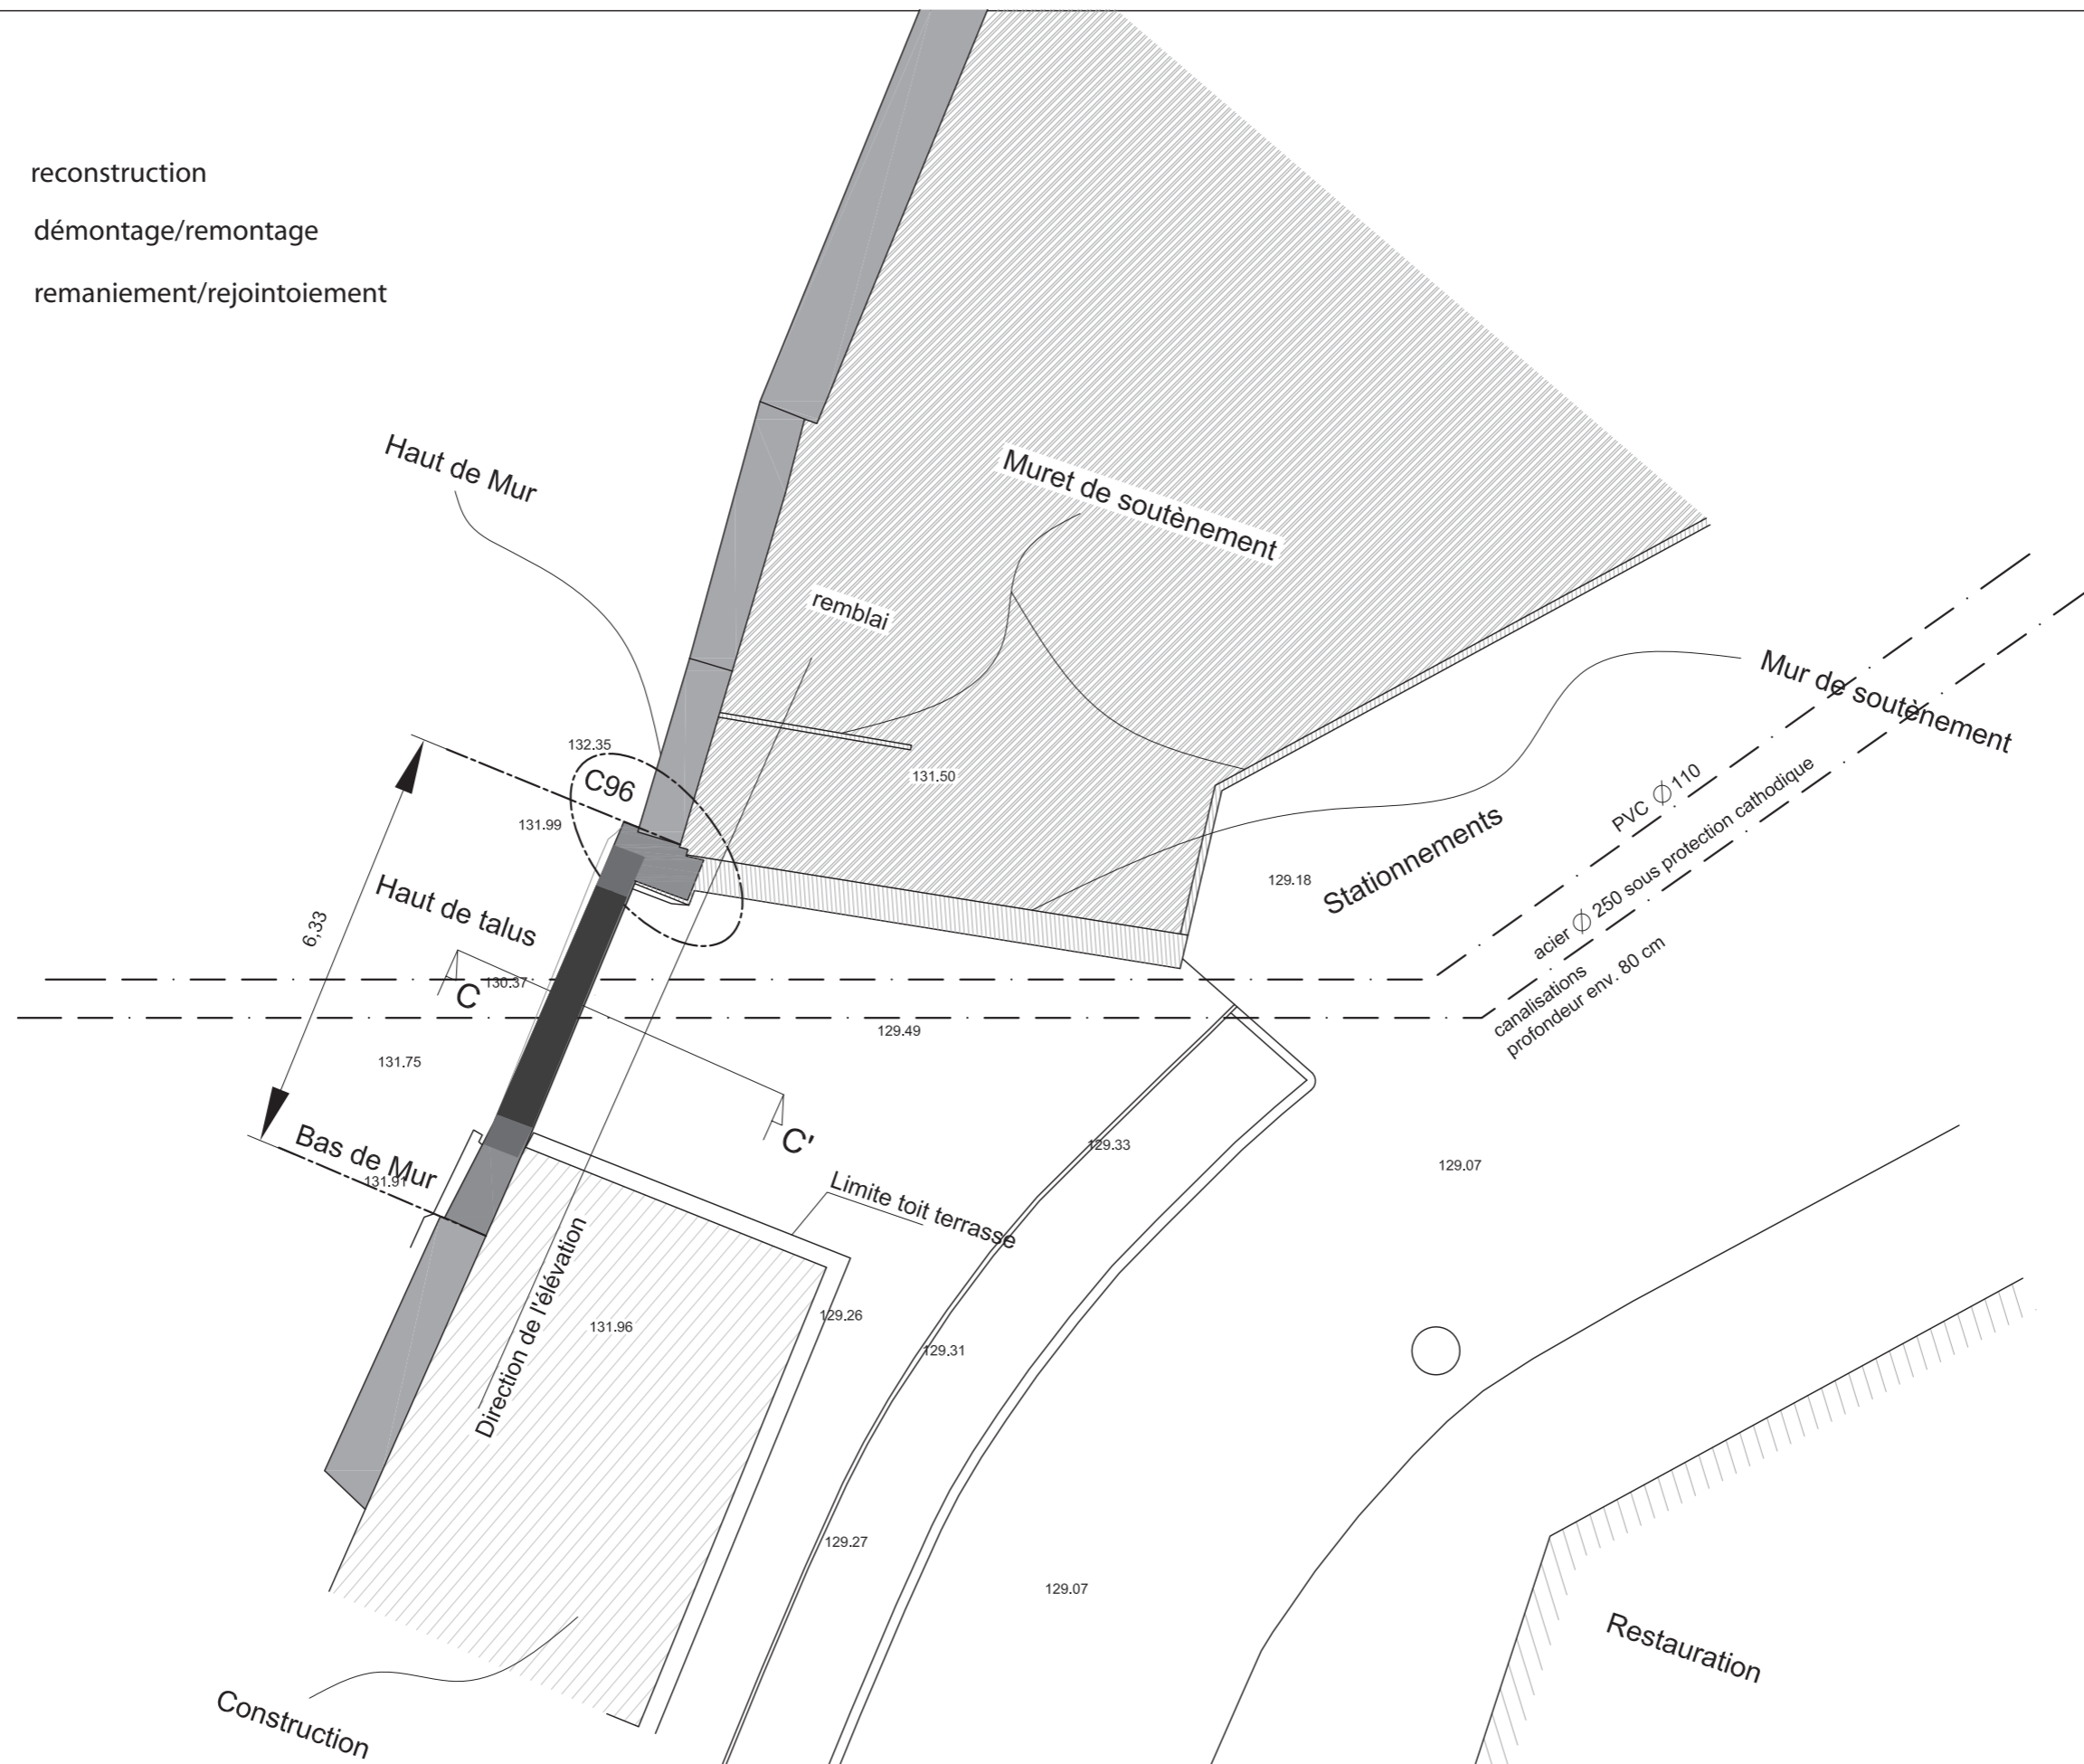 reconstruction
démontage/remontage
remaniement/rejointoiement
Haut de Mur
Muret de soutènement
remblai
Mur de soutènement
132.35
C96
131.50
131.99
PVC ϕ 110
acier ϕ 250 sous protection cathodique
canalisations
profondeur env. 80 cm
Stationnements
129.18
Haut de talus
6,33
130.37
C
129.49
131.75
C'
129.33
129.07
Bas de Mur
131.91
Limite toit terrasse
Direction de l'élévation
129.26
131.96
129.31
129.27
129.07
Restauration
Construction